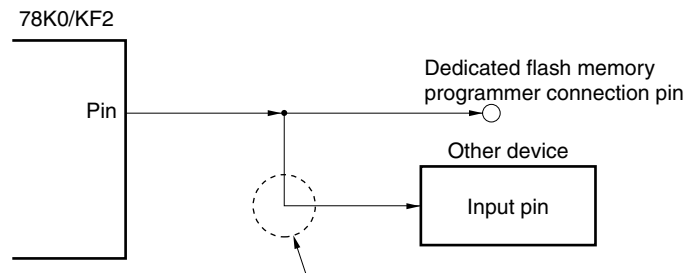 78K0/KF2
Pin
Dedicated flash memory
programmer connection pin
Other device
Input pin